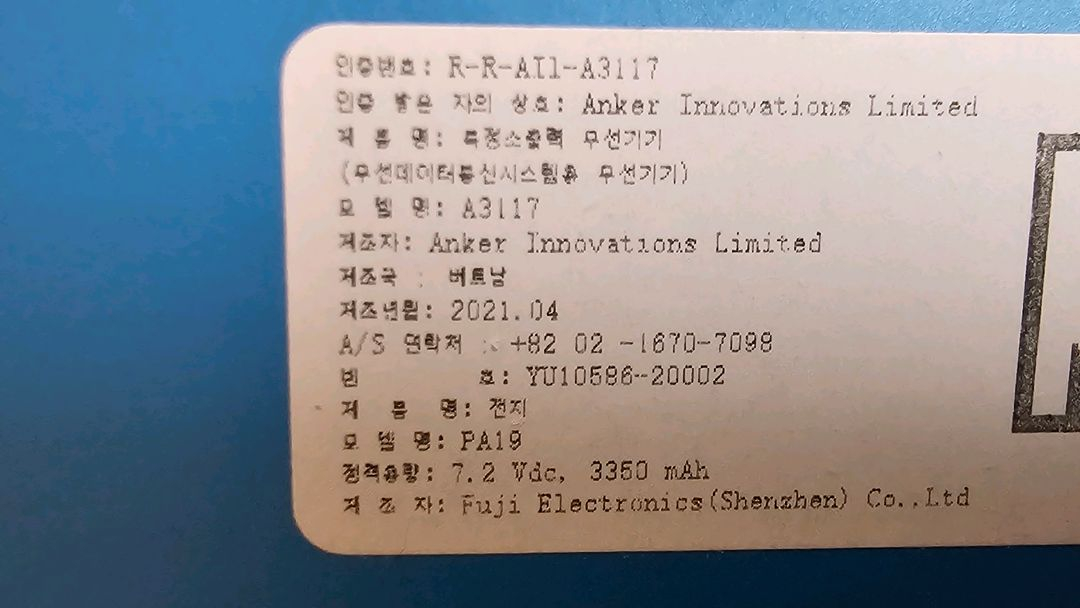 인증번호: R-R-AI1-A3117
인증 받은 자의 상호: Anker Innovations Limited
제 품 명: 특정소출력 무선기기
(무선데이터통신시스템용 무선기기)
모 델 명: A3117
제조자: Anker Innovations Limited
제조국 : 베트남
제조년월: 2021.04
A/S 연락처 : +82 02 -1670-7098
번 호: YU10596-20002
제 품 명: 전지
모 델 명: PA19
정격용량: 7.2 Vdc, 3350 mAh
제 조 자: Fuji Electronics(Shenzhen) Co.,Ltd